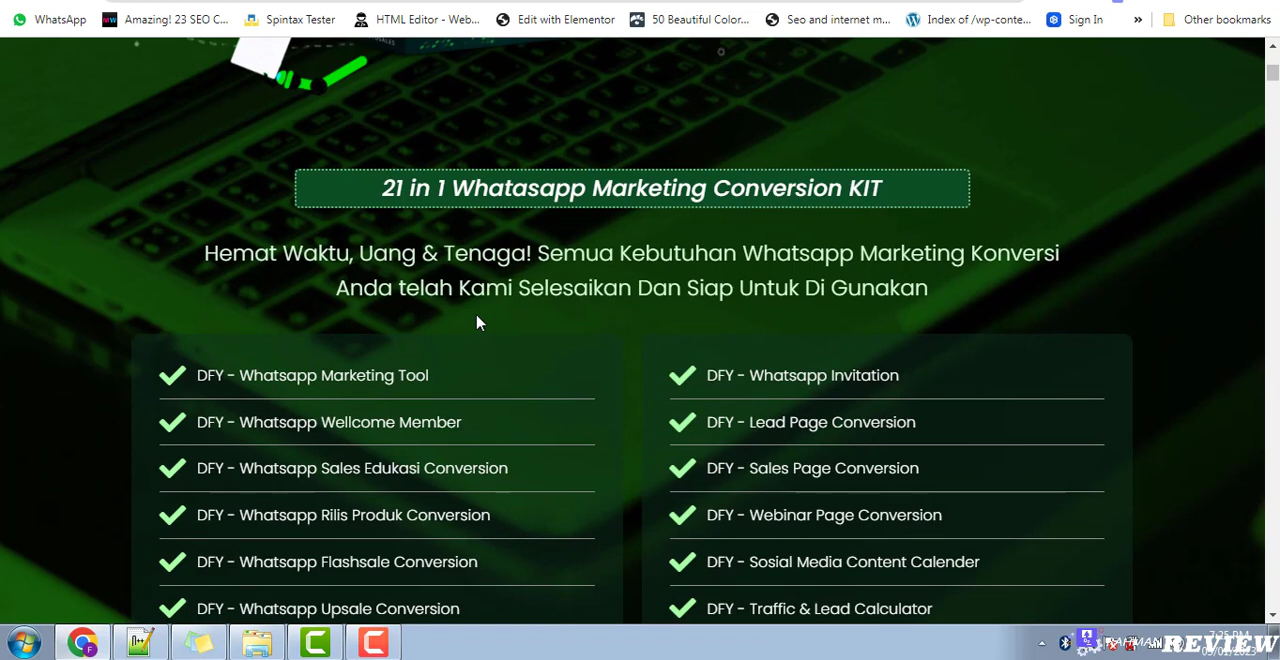 WhatsApp
Amazing! 23 SEO C...
Spintax Tester
HTML Editor - Web...
Edit with Elementor
50 Beautiful Color...
Seo and internet m...
Index of /wp-conte...
Sign In
»
Other bookmarks
21 in 1 Whatasapp Marketing Conversion KIT
Hemat Waktu, Uang & Tenaga! Semua Kebutuhan Whatsapp Marketing Konversi
Anda telah Kami Selesaikan Dan Siap Untuk Di Gunakan
DFY - Whatsapp Marketing Tool
DFY - Whatsapp Wellcome Member
DFY - Whatsapp Sales Edukasi Conversion
DFY - Whatsapp Rilis Produk Conversion
DFY - Whatsapp Flashsale Conversion
DFY - Whatsapp Upsale Conversion
DFY - Whatsapp Invitation
DFY - Lead Page Conversion
DFY - Sales Page Conversion
DFY - Webinar Page Conversion
DFY - Sosial Media Content Calender
DFY - Traffic & Lead Calculator
7:25 PM
REVIEW